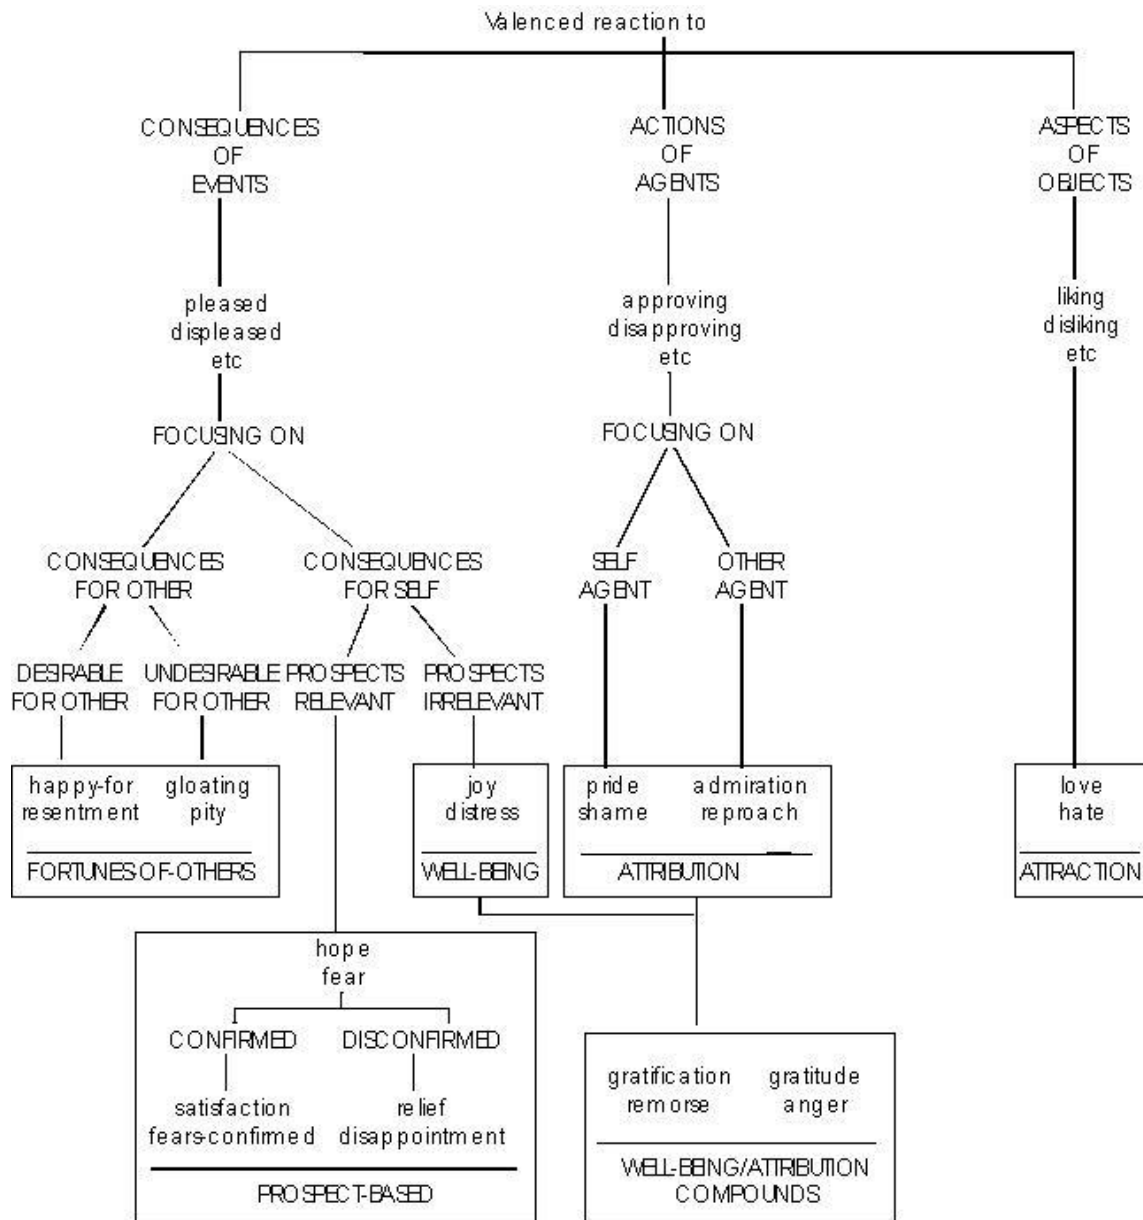 Valenced reaction to
CONSEQUENCES
OF
EVENTS
ACTIONS
OF
AGENTS
ASPECTS
OF
OBJECTS
pleased
displeased
etc
approving
disapproving
etc
liking
disliking
etc
FOCUSING ON
FOCUSING ON
CONSEQUENCES
FOR OTHER
CONSEQUENCES
FOR SELF
SELF
AGENT
OTHER
AGENT
DESIRABLE
FOR OTHER
UNDESIRABLE
FOR OTHER
PROSPECTS
RELEVANT
PROSPECTS
IRRELEVANT
happy-for
resentment
gloating
pity
FORTUNES-OF-OTHERS
joy
distress
WELL-BEING
pride
shame
admiration
reproach
ATTRIBUTION
love
hate
ATTRACTION
hope
fear
CONFIRMED
DISCONFIRMED
satisfaction
fears-confirmed
relief
disappointment
PROSPECT-BASED
gratification
remorse
gratitude
anger
WELL-BEING/ATTRIBUTION
COMPOUNDS